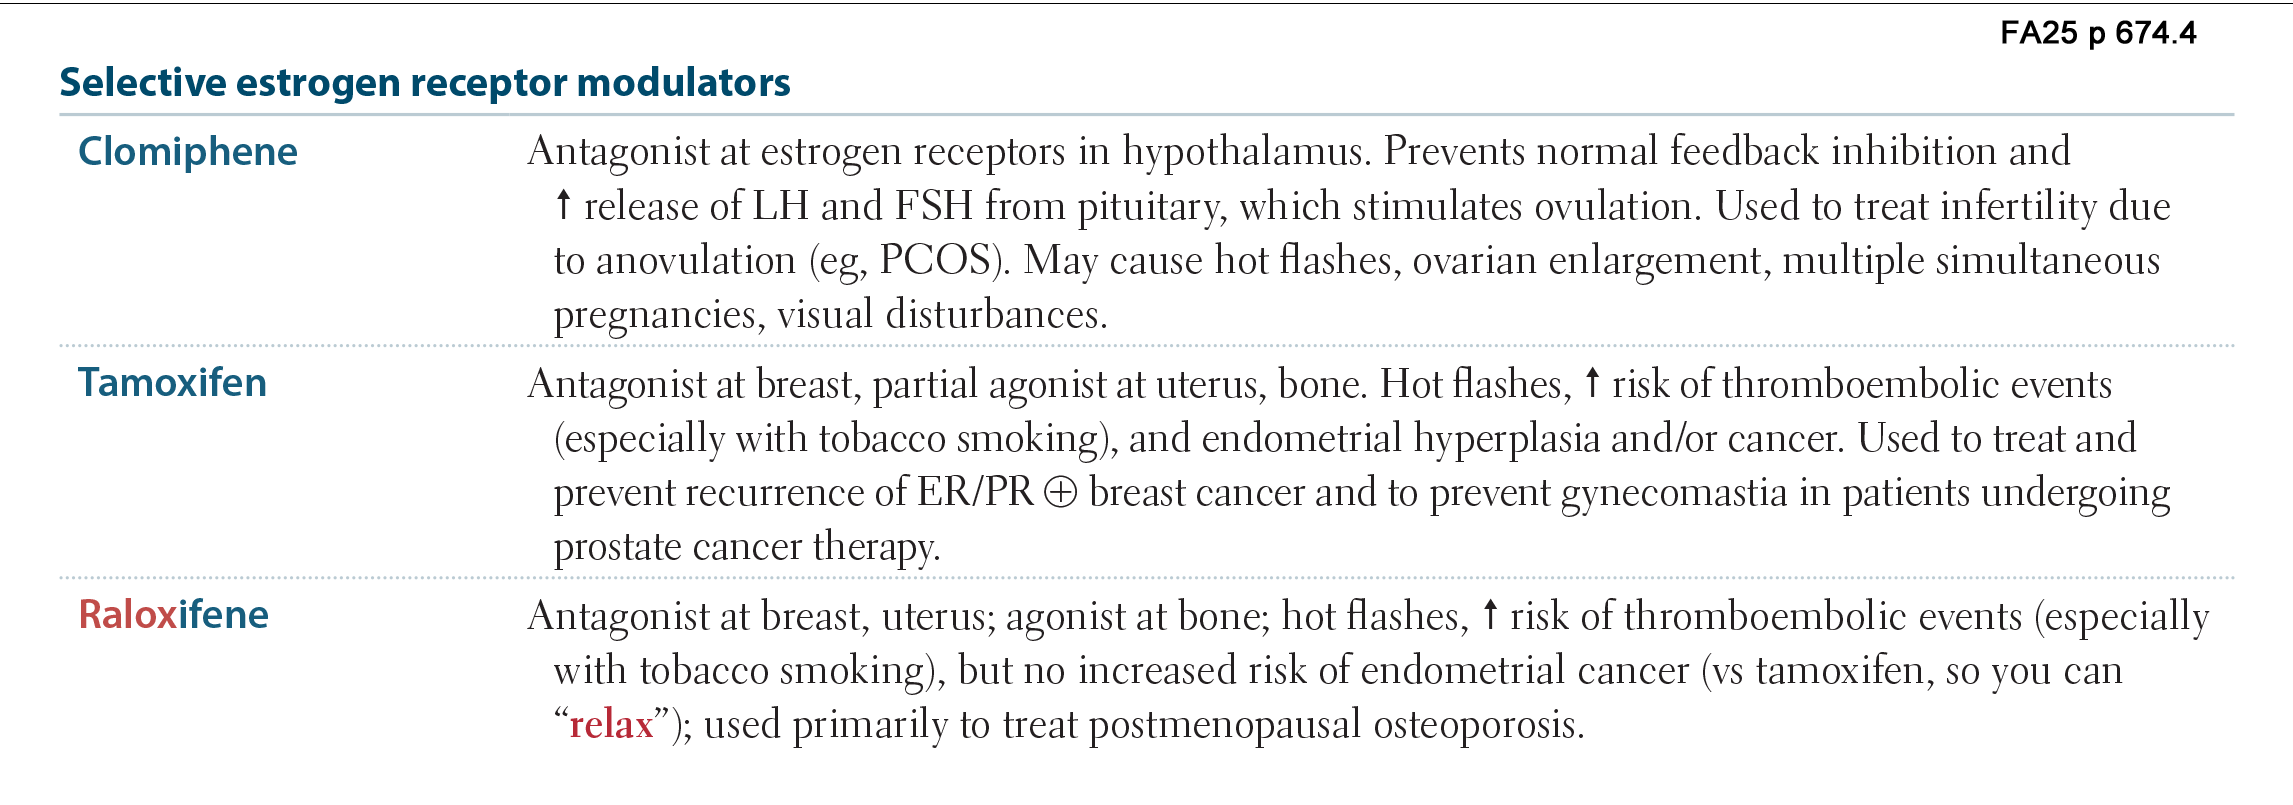 FA25 p 674.4
Selective estrogen receptor modulators
Clomiphene
Antagonist at estrogen receptors in hypothalamus. Prevents normal feedback inhibition and
↑ release of LH and FSH from pituitary, which stimulates ovulation. Used to treat infertility due
to anovulation (eg, PCOS). May cause hot flashes, ovarian enlargement, multiple simultaneous
pregnancies, visual disturbances.
Tamoxifen
Antagonist at breast, partial agonist at uterus, bone. Hot flashes, ↑ risk of thromboembolic events
(especially with tobacco smoking), and endometrial hyperplasia and/or cancer. Used to treat and
prevent recurrence of ER/PR ⊕ breast cancer and to prevent gynecomastia in patients undergoing
prostate cancer therapy.
Raloxifene
Antagonist at breast, uterus; agonist at bone; hot flashes, ↑ risk of thromboembolic events (especially
with tobacco smoking), but no increased risk of endometrial cancer (vs tamoxifen, so you can
“relax”); used primarily to treat postmenopausal osteoporosis.